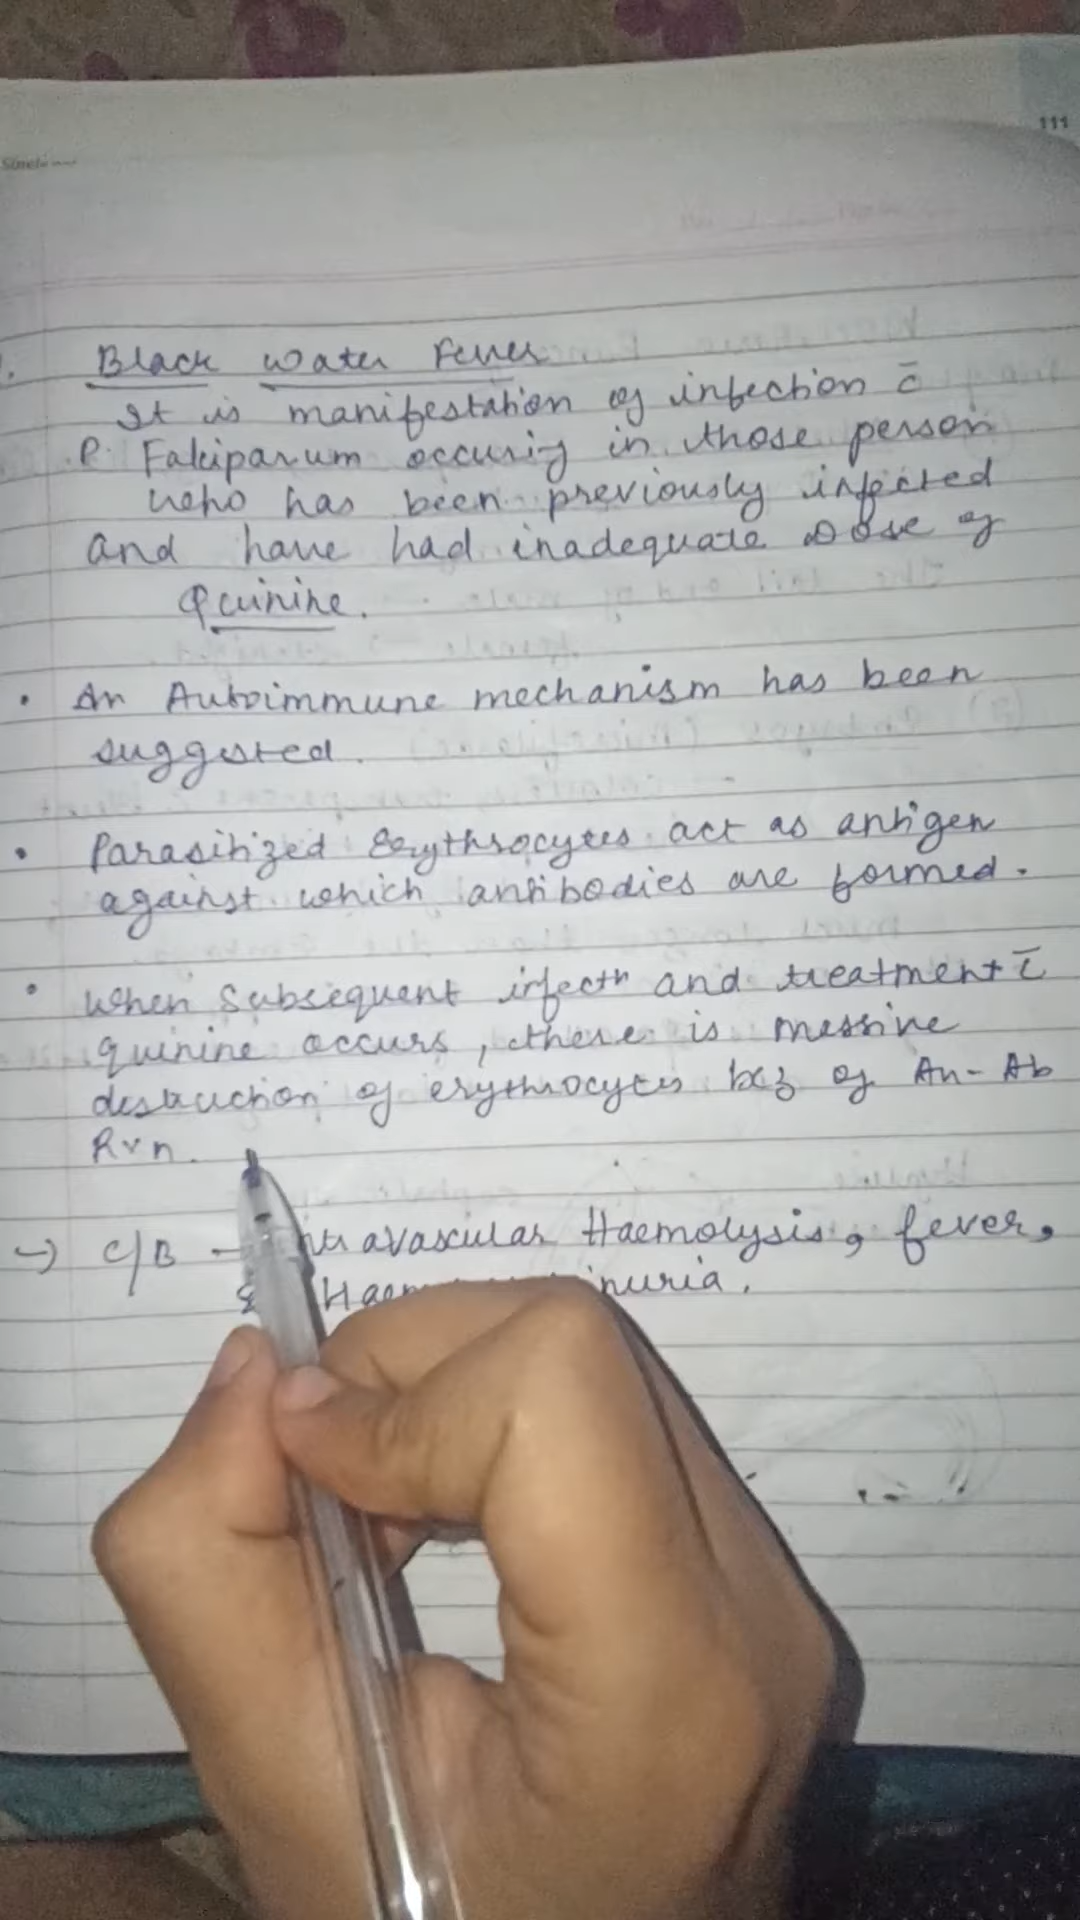 111
Black Water Fever
It is manifestation of infection c̄
P. Falciparum occuring in those person
who has been previously infected
and have had inadequate Dose of
Quinine.
• An Autoimmune mechanism has been
suggested.
• Parasitized Erythrocytes act as antigen
against which antibodies are formed.
• When Subsequent infectn and treatment c̄
quinine occurs, there is massive
destruction of erythrocytes bcz of An-Ab
Rxn.
→ C/B - Haemolysis, fever,
&